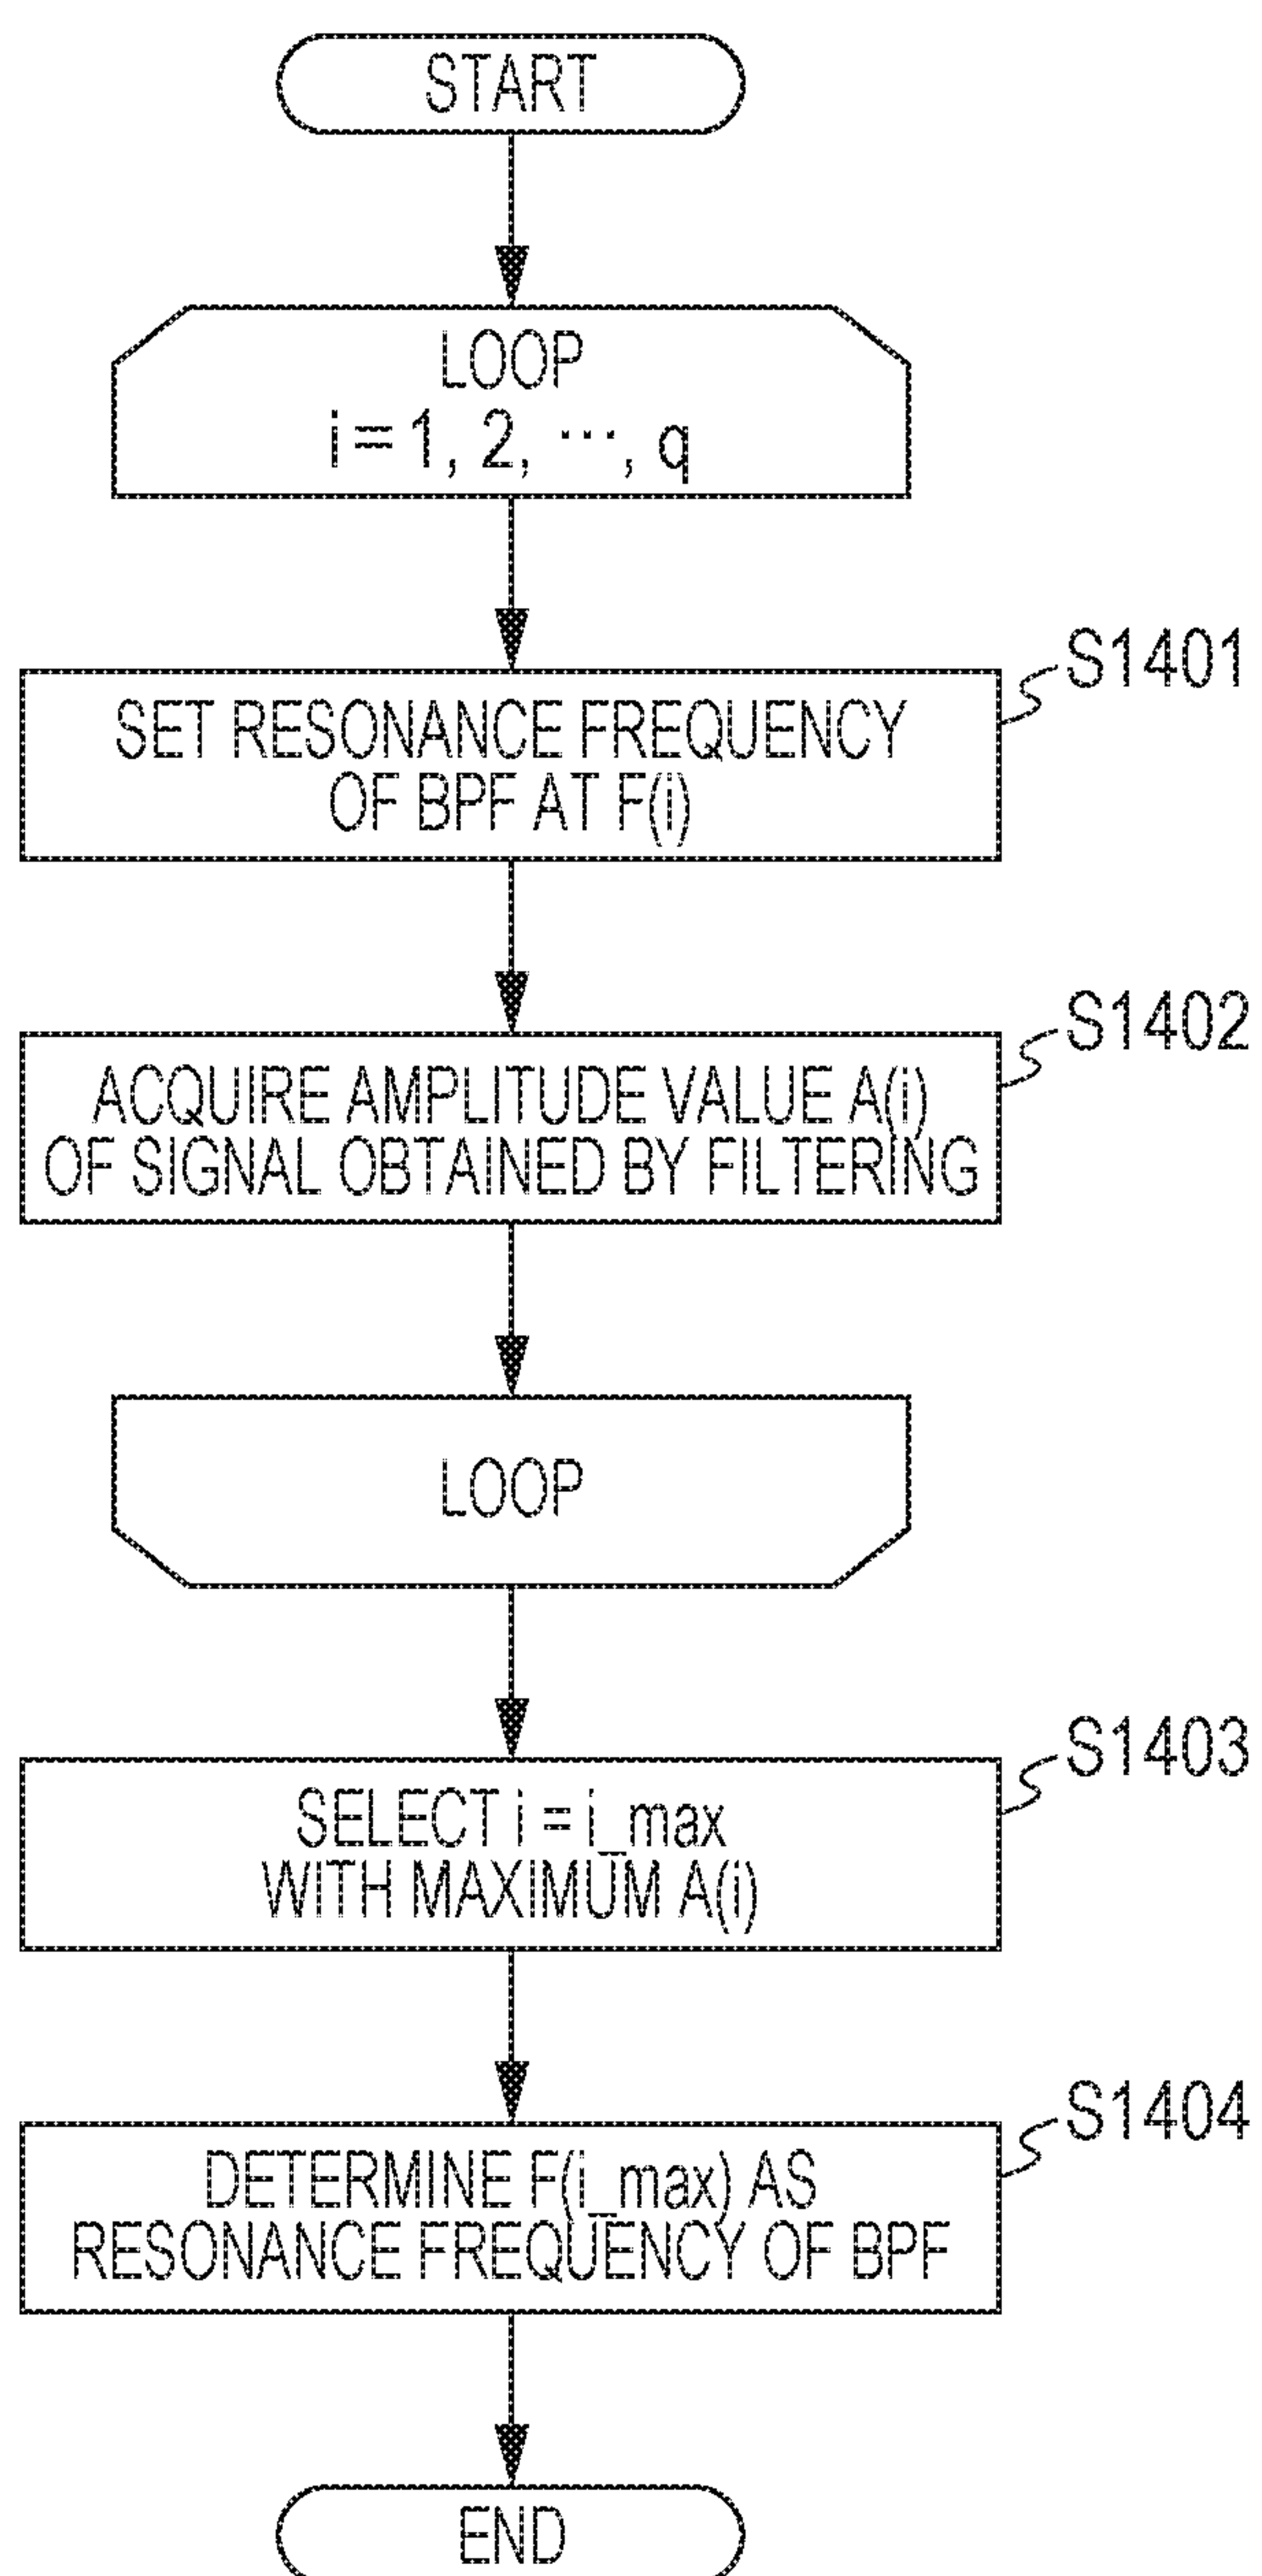 START
LOOP
i = 1, 2, ···, q
S1401
SET RESONANCE FREQUENCY
OF BPF AT F(i)
S1402
ACQUIRE AMPLITUDE VALUE A(i)
OF SIGNAL OBTAINED BY FILTERING
LOOP
S1403
SELECT i = i_max
WITH MAXIMUM A(i)
S1404
DETERMINE F(i_max) AS
RESONANCE FREQUENCY OF BPF
END